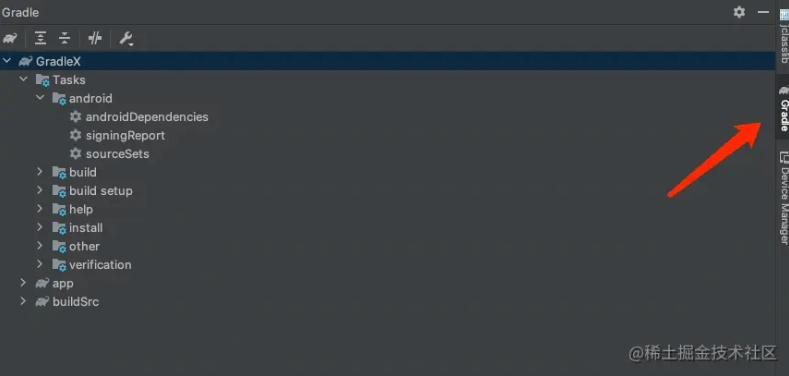 Gradle
GradleX
Tasks
android
androidDependencies
signingReport
sourceSets
build
build setup
help
install
other
verification
app
buildSrc
jclasslib
Gradle
Device Manager
@稀土掘金技术社区